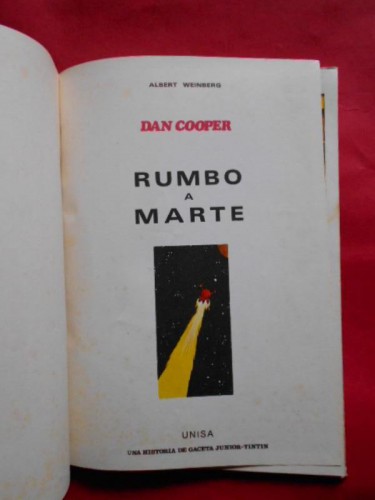 ALBERT WEINBERG
DAN COOPER
RUMBO
A
MARTE
UNISA
UNA HISTORIA DE GACETA JUNIOR-TINTIN